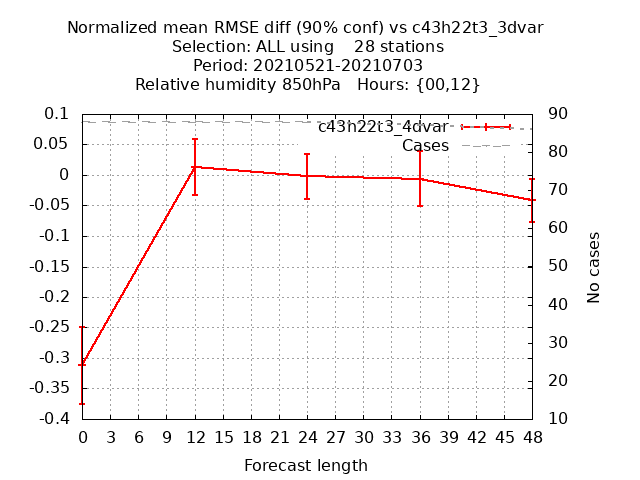 Normalized mean RMSE diff (90% conf) vs c43h22t3_3dvar
Selection: ALL using    28 stations
Period: 20210521-20210703
Relative humidity 850hPa   Hours: {00,12}
0.1
0.05
0
-0.05
-0.1
-0.15
-0.2
-0.25
-0.3
-0.35
-0.4
c43h22t3_4dvar
Cases
90
80
70
60
50
40
30
20
10
No cases
0 3 6 9 12 15 18 21 24 27 30 33 36 39 42 45 48
Forecast length